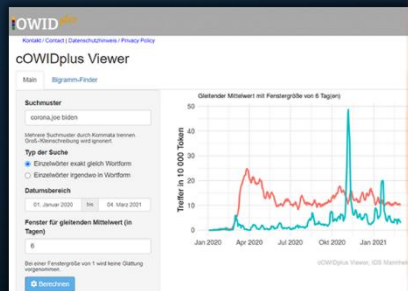 cOWIDplus
Kontakt / Contact | Datenschutzhinweis / Privacy Policy
cOWIDplus Viewer
Main
Bigramm-Finder
Suchmuster
corona,joe biden
Mehrere Suchmuster durch Kommata trennen.
Groß-/Kleinschreibung wird ignoriert.
Typ der Suche
Einzelwörter exakt gleich Wortform
Einzelwörter irgendwo in Wortform
Datumsbereich
01. Januar 2020
bis
04. März 2021
Fenster für gleitenden Mittelwert (in
Tagen)
6
Bei einer Fenstergröße von 1 wird keine Glättung
vorgenommen.
Berechnen
Gleitender Mittelwert mit Fenstergröße von 6 Tag(en)
Treffer in 10 000 Token
50
40
30
20
10
0
Jan 2020
Apr 2020
Jul 2020
Okt 2020
Jan 2021
cOWIDplus Viewer, IDS Mannheim